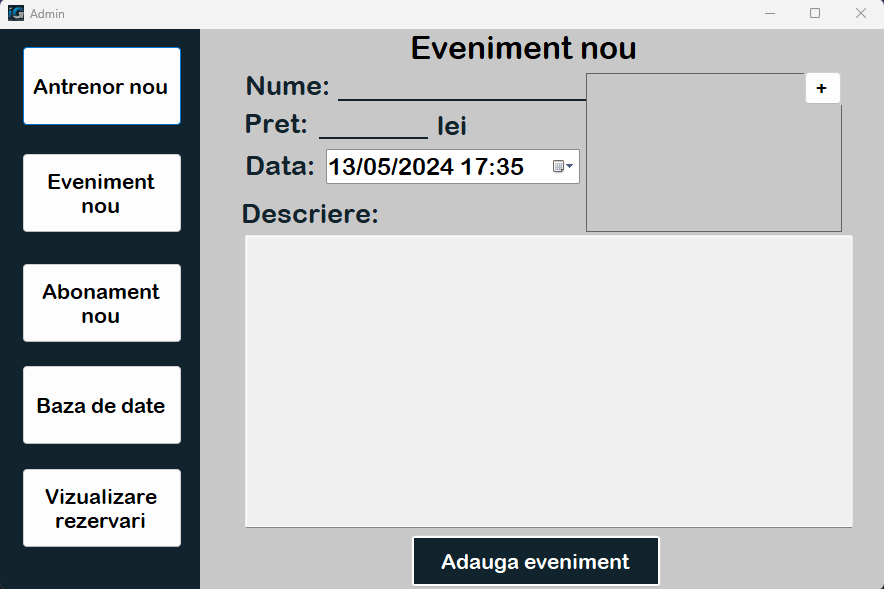 Admin
Antrenor nou
Eveniment
nou
Abonament
nou
Baza de date
Vizualizare
rezervari
Eveniment nou
Nume:
+
Pret: lei
Data: 13/05/2024 17:35
Descriere:
Adauga eveniment